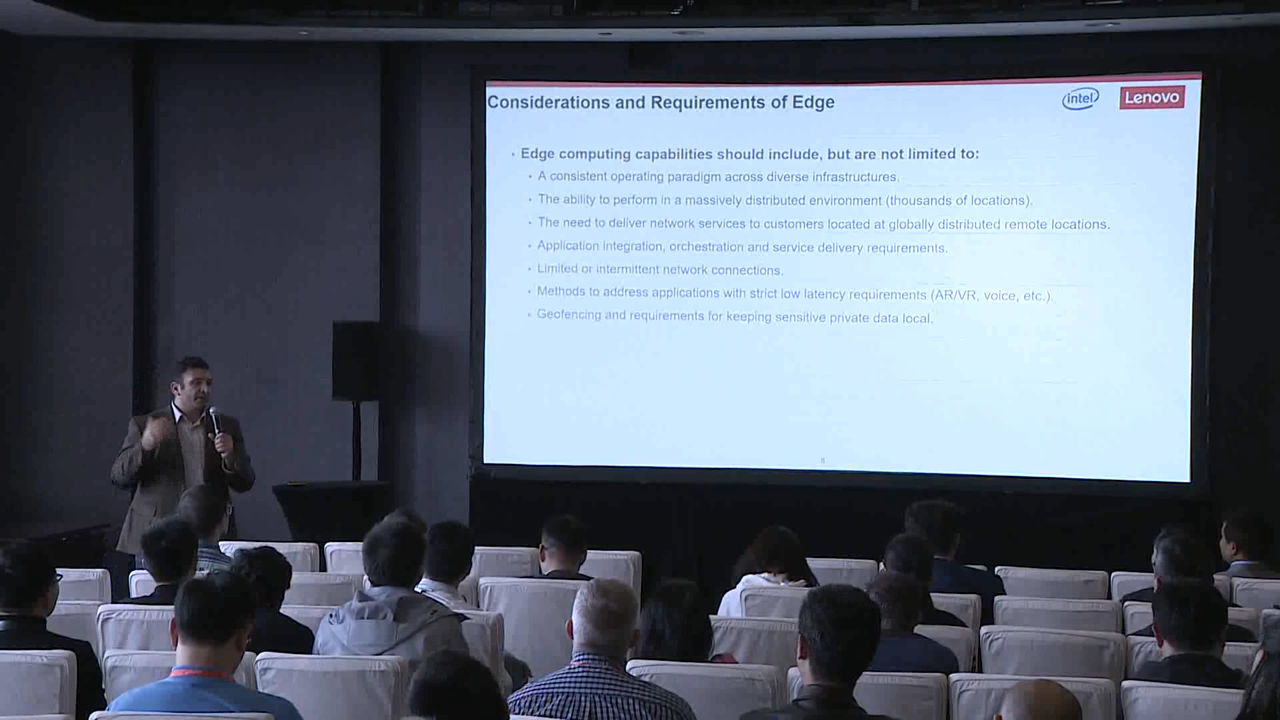 Considerations and Requirements of Edge
intel
Lenovo
Edge computing capabilities should include, but are not limited to:
A consistent operating paradigm across diverse infrastructures.
The ability to perform in a massively distributed environment (thousands of locations).
The need to deliver network services to customers located at globally distributed remote locations.
Application integration, orchestration and service delivery requirements.
Limited or intermittent network connections.
Methods to address applications with strict low latency requirements (AR/VR, voice, etc.).
Geofencing and requirements for keeping sensitive private data local.